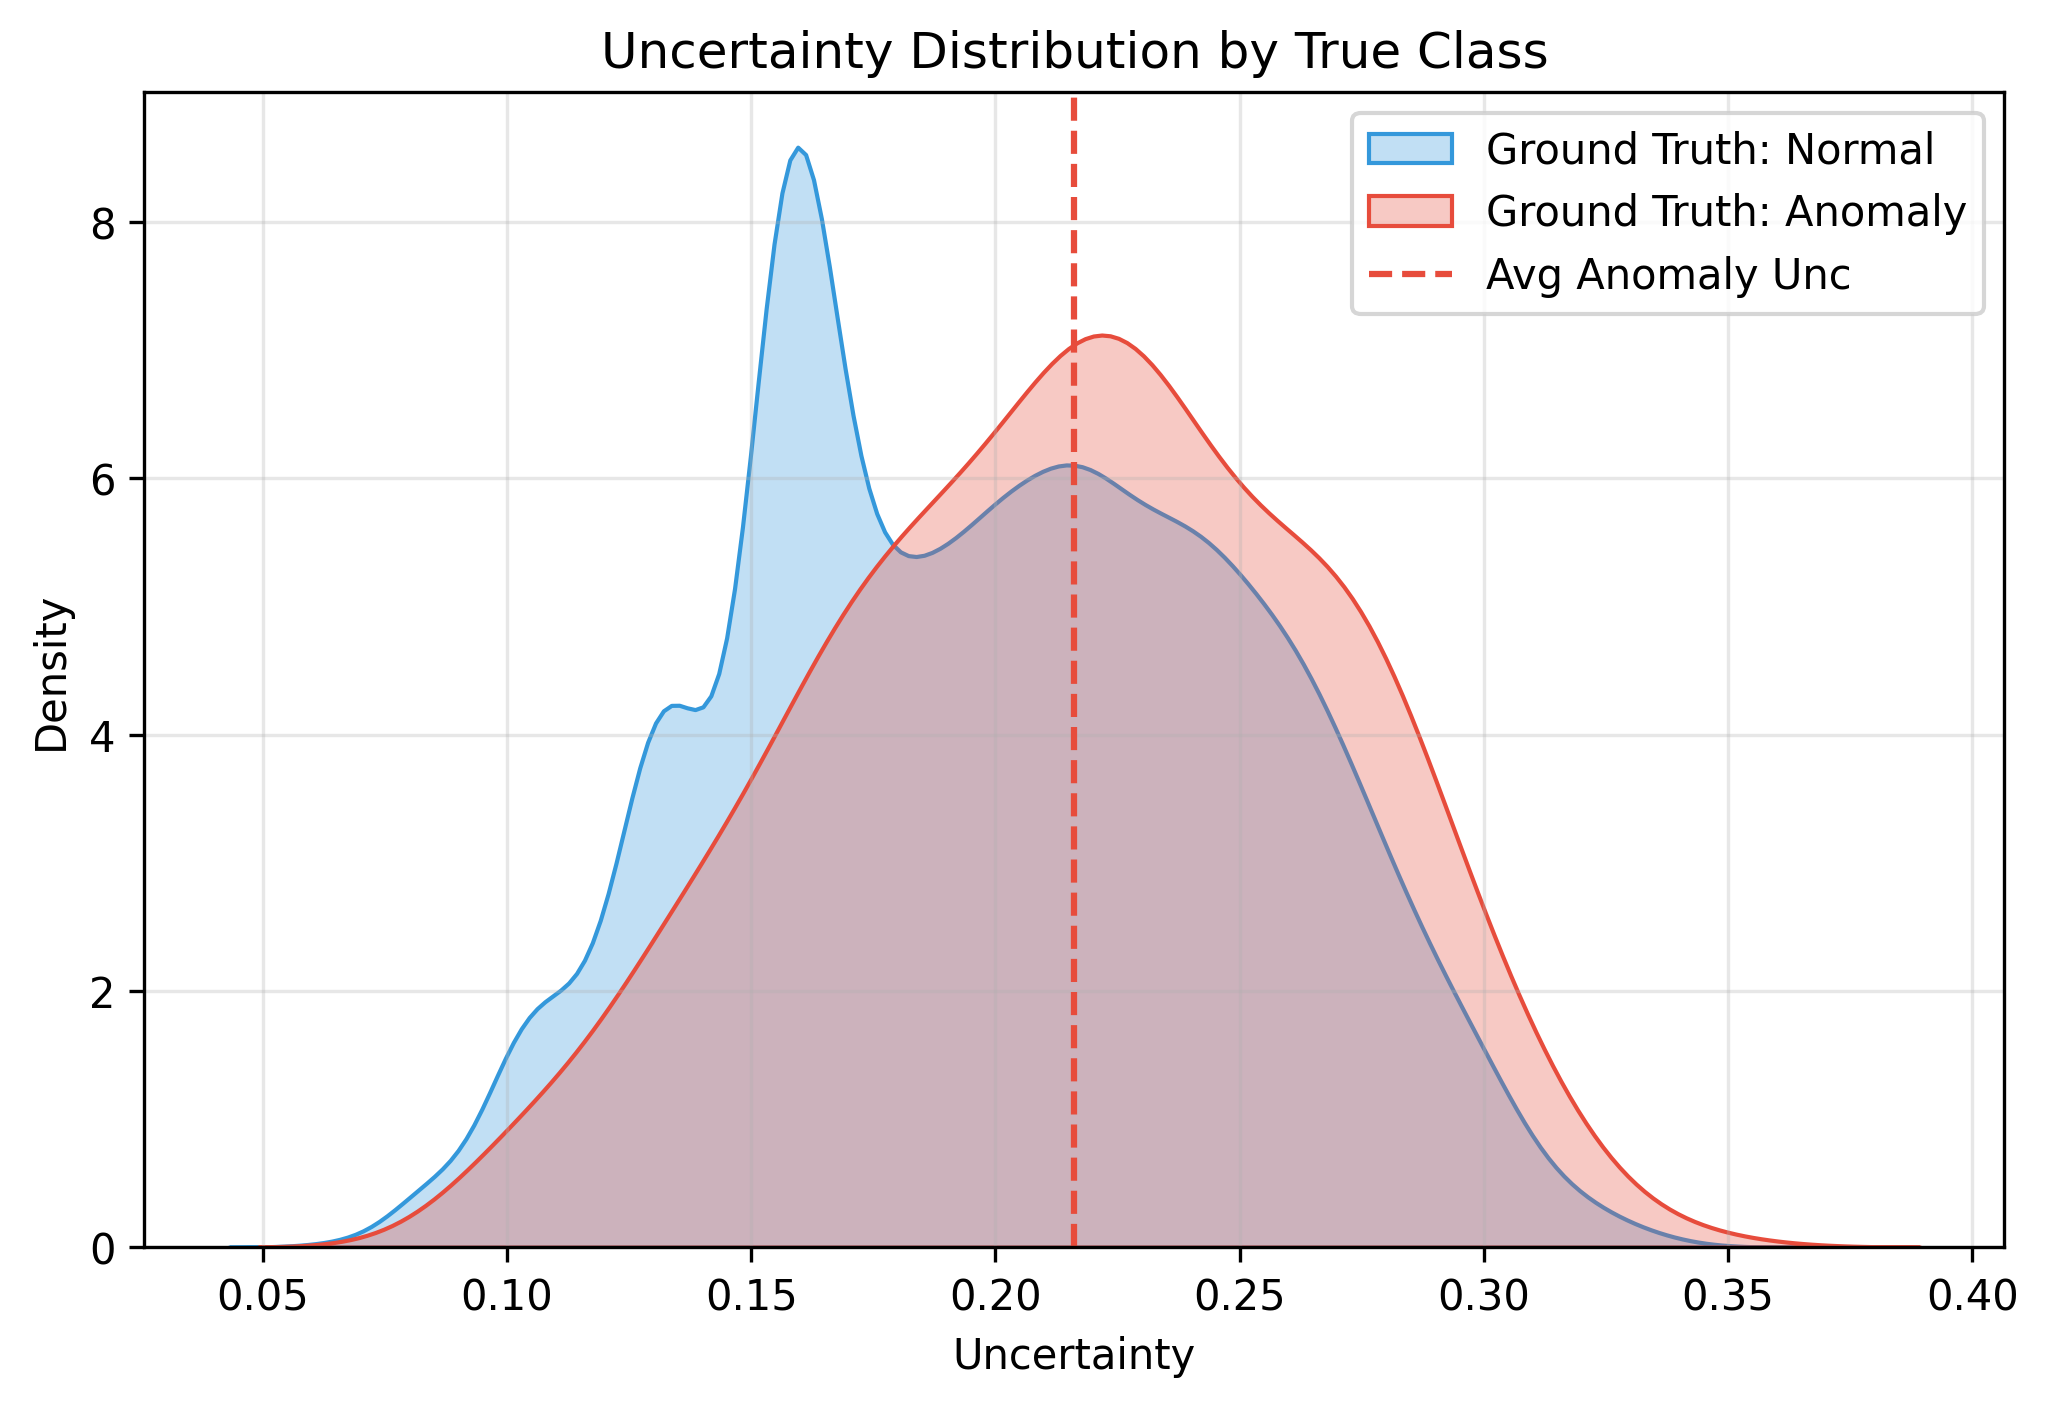 Uncertainty Distribution by True Class
Ground Truth: Normal
Ground Truth: Anomaly
Avg Anomaly Unc
Density
8
6
4
2
0
0.05 0.10 0.15 0.20 0.25 0.30 0.35 0.40
Uncertainty